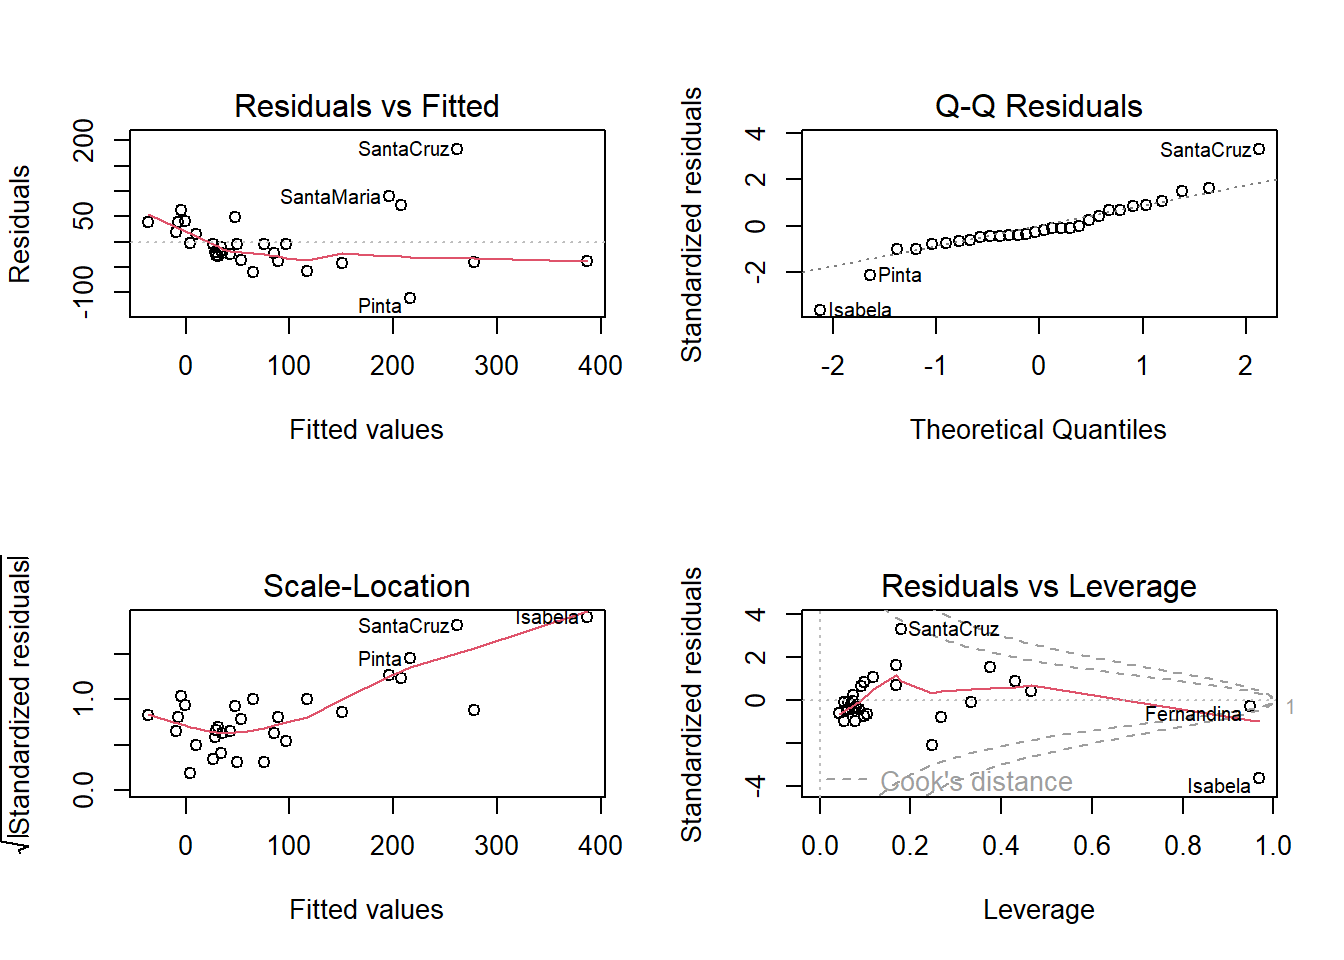 Residuals vs Fitted
Residuals
200
50
-100
SantaCruz
SantaMaria
Pinta
0 100 200 300 400
Fitted values
Q-Q Residuals
Standardized residuals
4
2
0
-2
SantaCruz
Pinta
Isabela
-2 -1 0 1 2
Theoretical Quantiles
Scale-Location
√|Standardized residuals|
1.0
0.0
Isabela
SantaCruz
Pinta
0 100 200 300 400
Fitted values
Residuals vs Leverage
Standardized residuals
4
2
0
-4
SantaCruz
Fernandina
1
Cook's distance
Isabela
0.0 0.2 0.4 0.6 0.8 1.0
Leverage